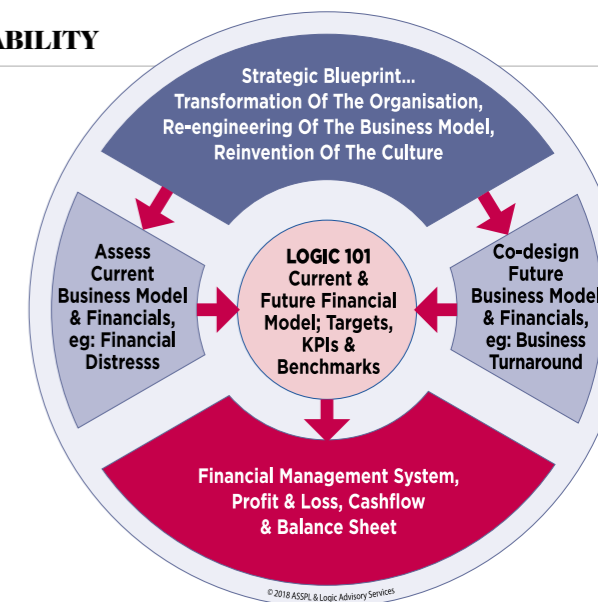 ABILITY
Strategic Blueprint...
Transformation Of The Organisation,
Re-engineering Of The Business Model,
Reinvention Of The Culture
Assess
Current
Business Model
& Financials,
eg: Financial
Distresss
LOGIC 101
Current &
Future Financial
Model; Targets,
KPIs &
Benchmarks
Co-design
Future
Business Model
& Financials,
eg: Business
Turnaround
Financial Management System,
Profit & Loss, Cashflow
& Balance Sheet
© 2018 ASSPL & Logic Advisory Services